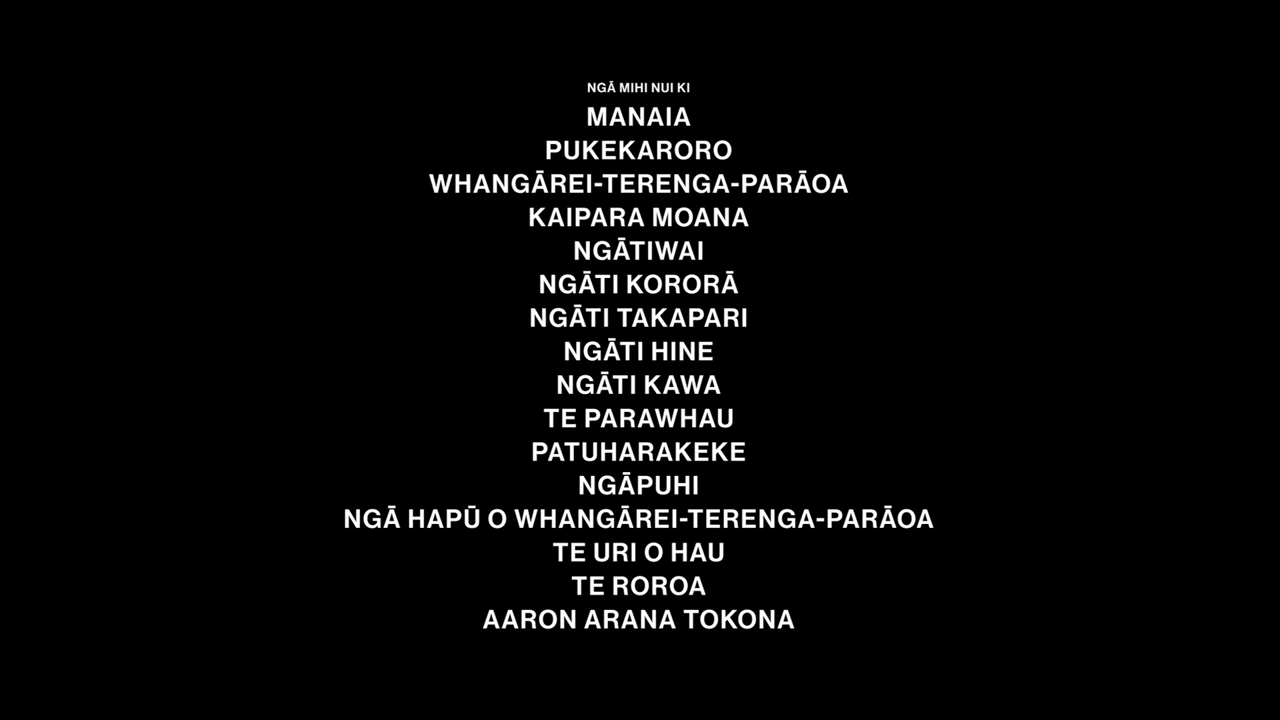 NGĀ MIHI NUI KI
MANAIA
PUKEKARORO
WHANGĀREI-TERENGA-PARĀOA
KAIPARA MOANA
NGĀTIWAI
NGĀTI KORORĀ
NGĀTI TAKAPARI
NGĀTI HINE
NGĀTI KAWA
TE PARAWHAU
PATUHARAKEKE
NGĀPUHI
NGĀ HAPŪ O WHANGĀREI-TERENGA-PARĀOA
TE URI O HAU
TE ROROA
AARON ARANA TOKONA